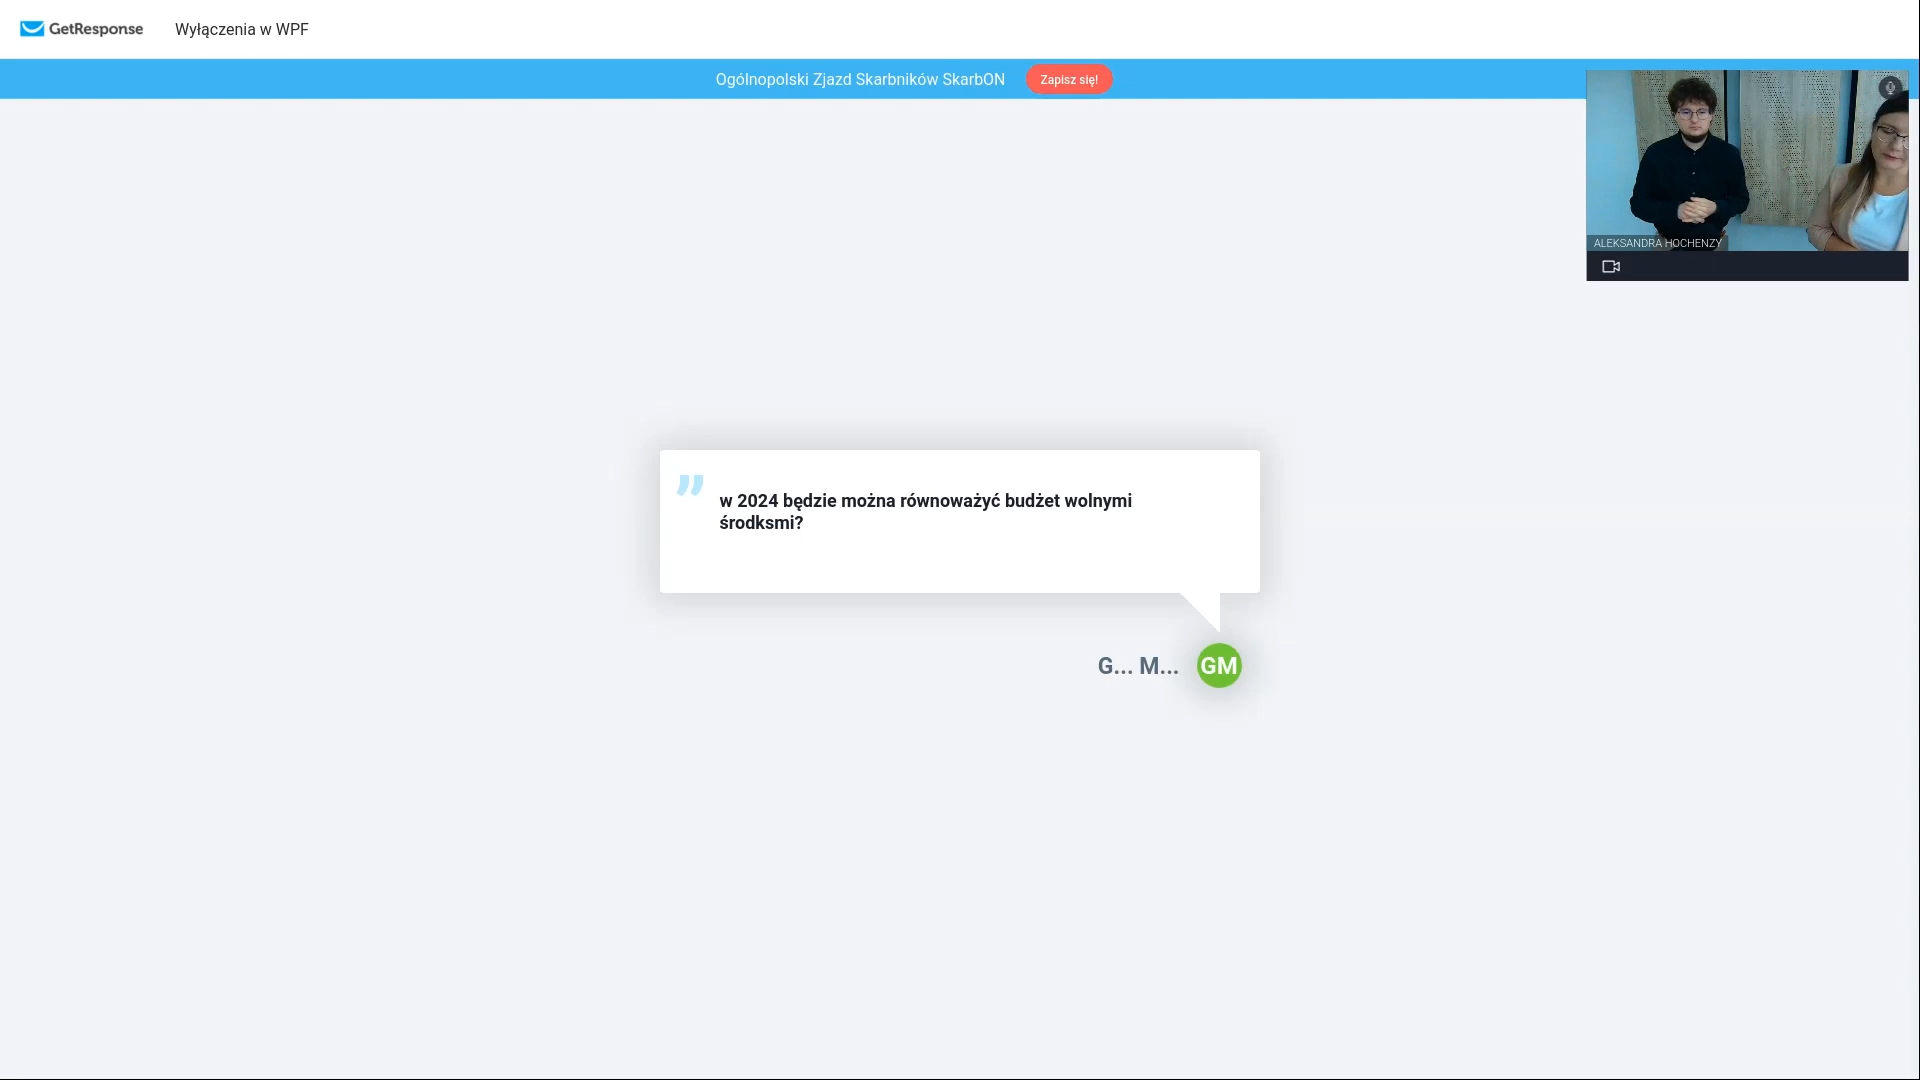 GetResponse
Wyłączenia w WPF
Ogólnopolski Zjazd Skarbników SkarbON
Zapisz się!
ALEKSANDRA HOCHENZY
w 2024 będzie można równoważyć budżet wolnymi
środksmi?
G... M...
GM